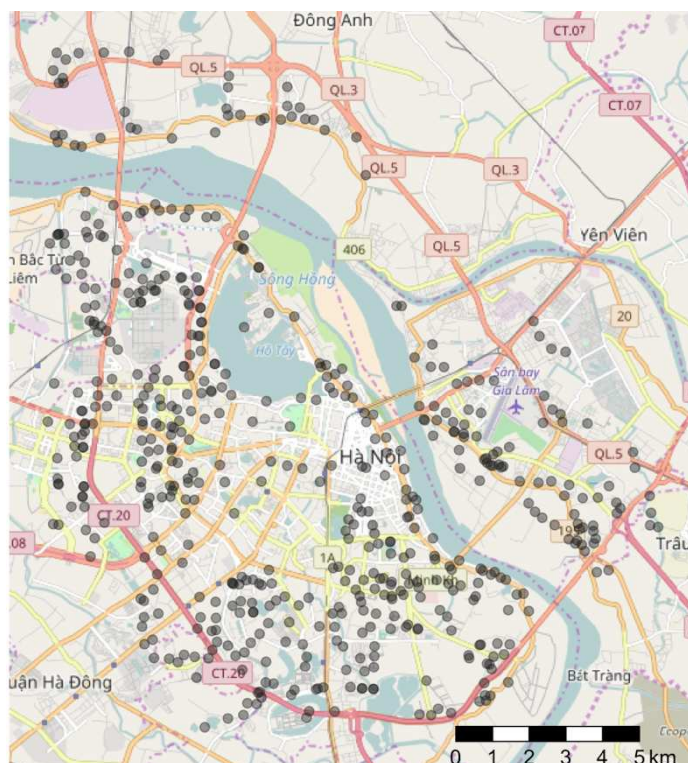 Đông Anh
CT.07
QL.5
QL.3
CT.07
QL.5
QL.3
Yên Viên
QL.5
406
n Bắc Từ
Liêm
Sông Hồng
20
Hồ Tây
Sân bay
Gia Lâm
Hà Nội
QL.5
CT.20
.08
1A
Trâu
Minh Kh
CT.20
Bát Tràng
uận Hà Đông
Ecop
0 1 2 3 4 5 km